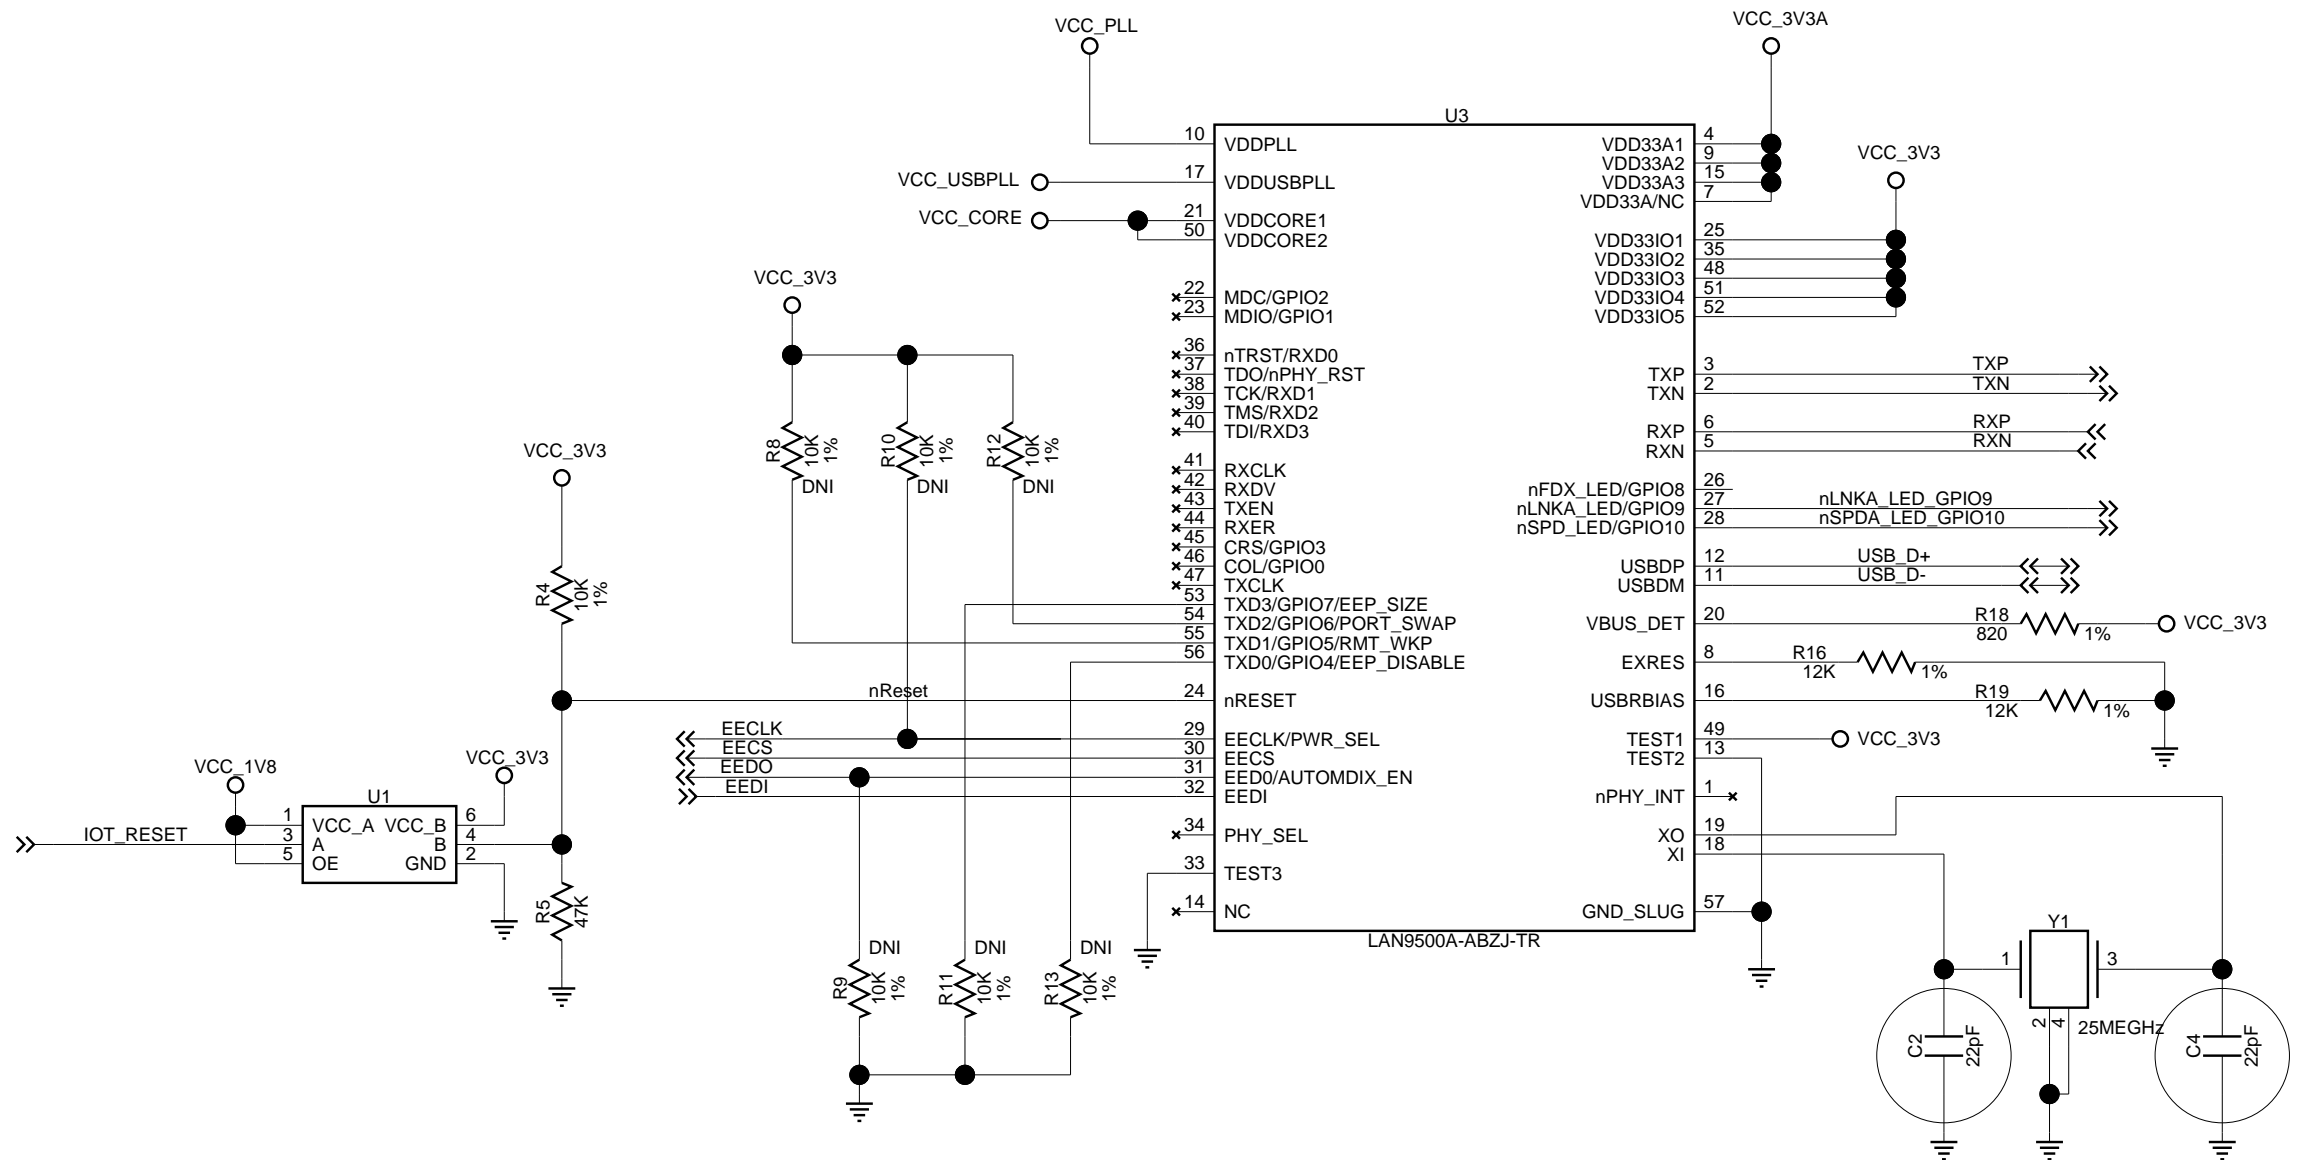 VCC_PLL
VCC_3V3A
U3
10 VDDPLL
VDD33A1 4
VDD33A2 9
VCC_3V3
VCC_USBPLL 17 VDDUSBPLL
VDD33A3 15
VDD33A/NC 7
VCC_CORE 21 VDDCORE1
50 VDDCORE2
VDD33IO1 25
VDD33IO2 35
VDD33IO3 48
VCC_3V3
22 MDC/GPIO2
VDD33IO4 51
23 MDIO/GPIO1
VDD33IO5 52
36 nTRST/RXD0
37 TDO/nPHY_RST
TXP 3 TXP
38 TCK/RXD1
TXN 2 TXN
39 TMS/RXD2
40 TDI/RXD3
RXP 6 RXP
RXN 5 RXN
R8 10K 1% DNI
R10 10K 1% DNI
R12 10K 1% DNI
41 RXCLK
42 RXDV
nFDX_LED/GPIO8 26
43 TXEN
nLNKA_LED/GPIO9 27 nLNKA_LED_GPIO9
44 RXER
nSPD_LED/GPIO10 28 nSPDA_LED_GPIO10
45 CRS/GPIO3
46 COL/GPIO0
USBDP 12 USB_D+
47 TXCLK
USBDM 11 USB_D-
VCC_3V3
R4 10K 1%
53 TXD3/GPIO7/EEP_SIZE
54 TXD2/GPIO6/PORT_SWAP
VBUS_DET 20 R18 820 1% VCC_3V3
55 TXD1/GPIO5/RMT_WKP
56 TXD0/GPIO4/EEP_DISABLE
EXRES 8 R16 12K 1%
nReset 24 nRESET
USBRBIAS 16 R19 12K 1%
EECLK 29 EECLK/PWR_SEL
TEST1 49 VCC_3V3
EECS 30 EECS
TEST2 13
EEDO 31 EED0/AUTOMDIX_EN
EEDI 32 EEDI
nPHY_INT 1
34 PHY_SEL
XO 19
XI 18
33 TEST3
14 NC
GND_SLUG 57
LAN9500A-ABZJ-TR
VCC_1V8
VCC_3V3
U1
1 VCC_A VCC_B 6
IOT_RESET 3 A B 4
5 OE GND 2
R5 47K
DNI R9 10K 1%
DNI R11 10K 1%
DNI R13 10K 1%
Y1
1 3
2 4
25MEGHz
C2 22pF
C4 22pF